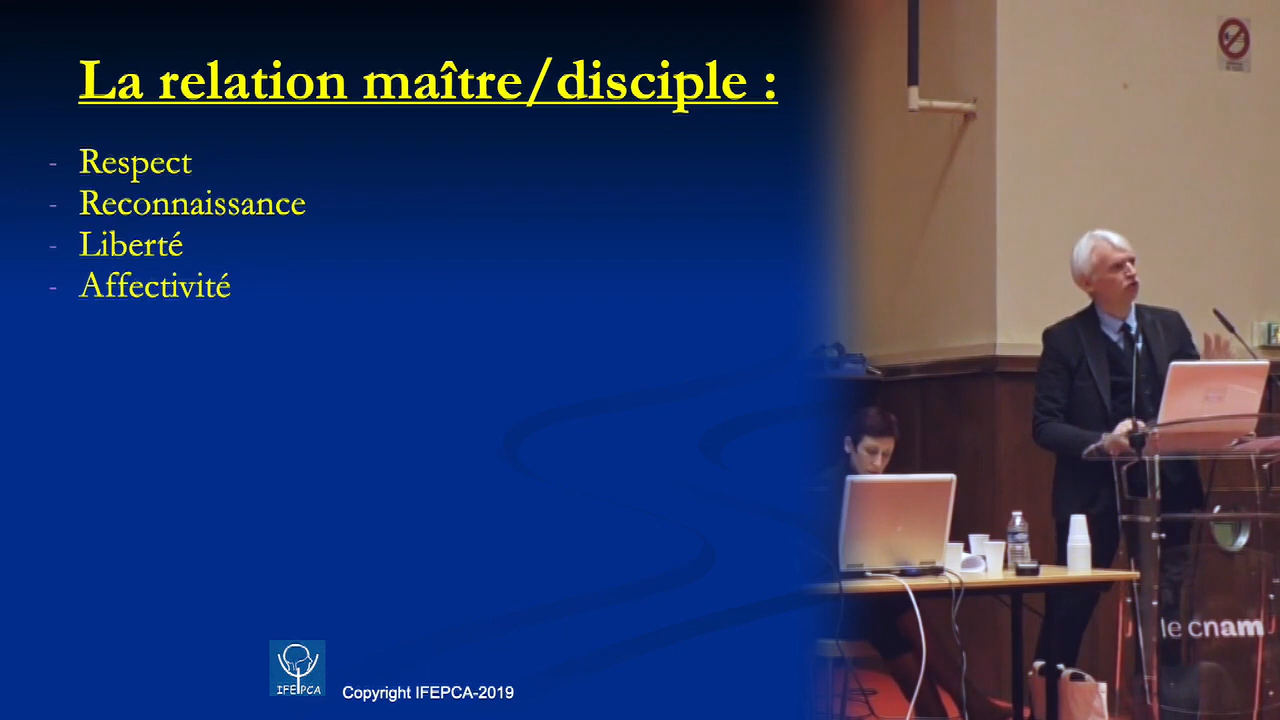 La relation maître/disciple :
- Respect
- Reconnaissance
- Liberté
- Affectivité
IFEPCA
Copyright IFEPCA-2019
le cnam